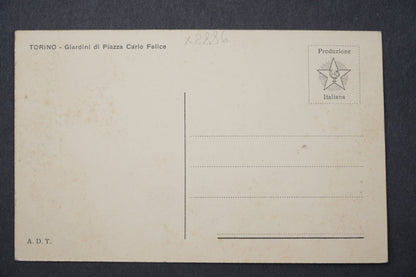 TORINO - Giardini di Piazza Carlo Felice
Produzione
Italiana
A. D. T.